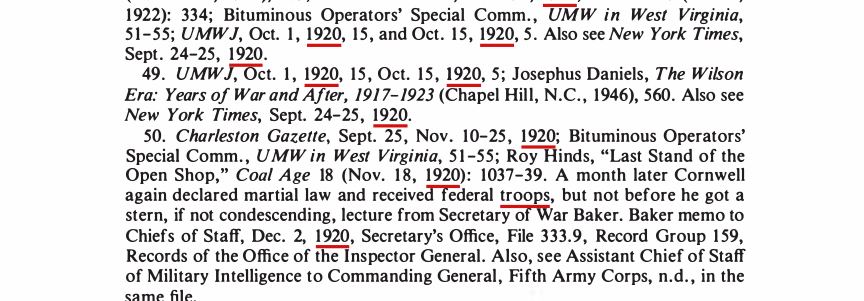 1922): 334; Bituminous Operators' Special Comm., UMW in West Virginia,
51-55; UMWJ, Oct. 1, 1920, 15, and Oct. 15, 1920, 5. Also see New York Times,
Sept. 24-25, 1920.
49. UMWJ, Oct. 1, 1920, 15, Oct. 15, 1920, 5; Josephus Daniels, The Wilson
Era: Years of War and After, 1917-1923 (Chapel Hill, N.C., 1946), 560. Also see
New York Times, Sept. 24-25, 1920.
50. Charleston Gazette, Sept. 25, Nov. 10-25, 1920; Bituminous Operators'
Special Comm., UMW in West Virginia, 51-55; Roy Hinds, "Last Stand of the
Open Shop," Coal Age 18 (Nov. 18, 1920): 1037-39. A month later Cornwell
again declared martial law and received federal troops, but not before he got a
stern, if not condescending, lecture from Secretary of War Baker. Baker memo to
Chiefs of Staff, Dec. 2, 1920, Secretary's Office, File 333.9, Record Group 159,
Records of the Office of the Inspector General. Also, see Assistant Chief of Staff
of Military Intelligence to Commanding General, Fifth Army Corps, n.d., in the
same file.